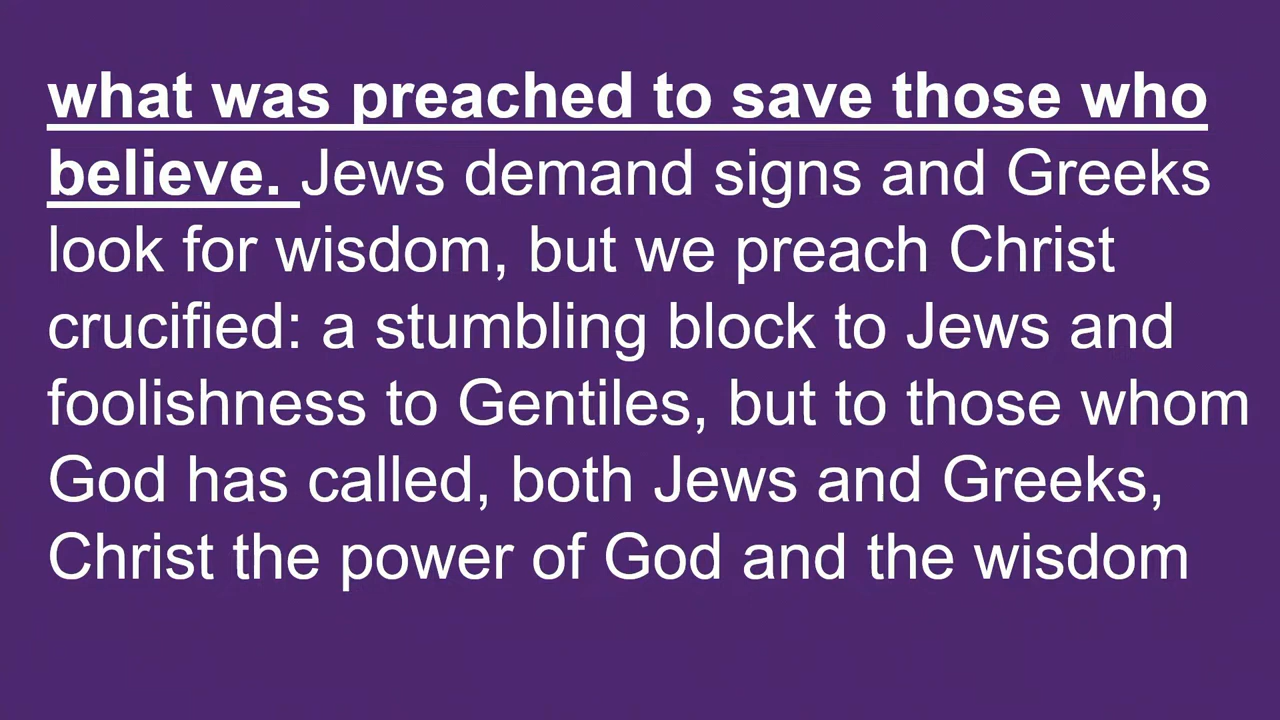 what was preached to save those who
believe. Jews demand signs and Greeks
look for wisdom, but we preach Christ
crucified: a stumbling block to Jews and
foolishness to Gentiles, but to those whom
God has called, both Jews and Greeks,
Christ the power of God and the wisdom